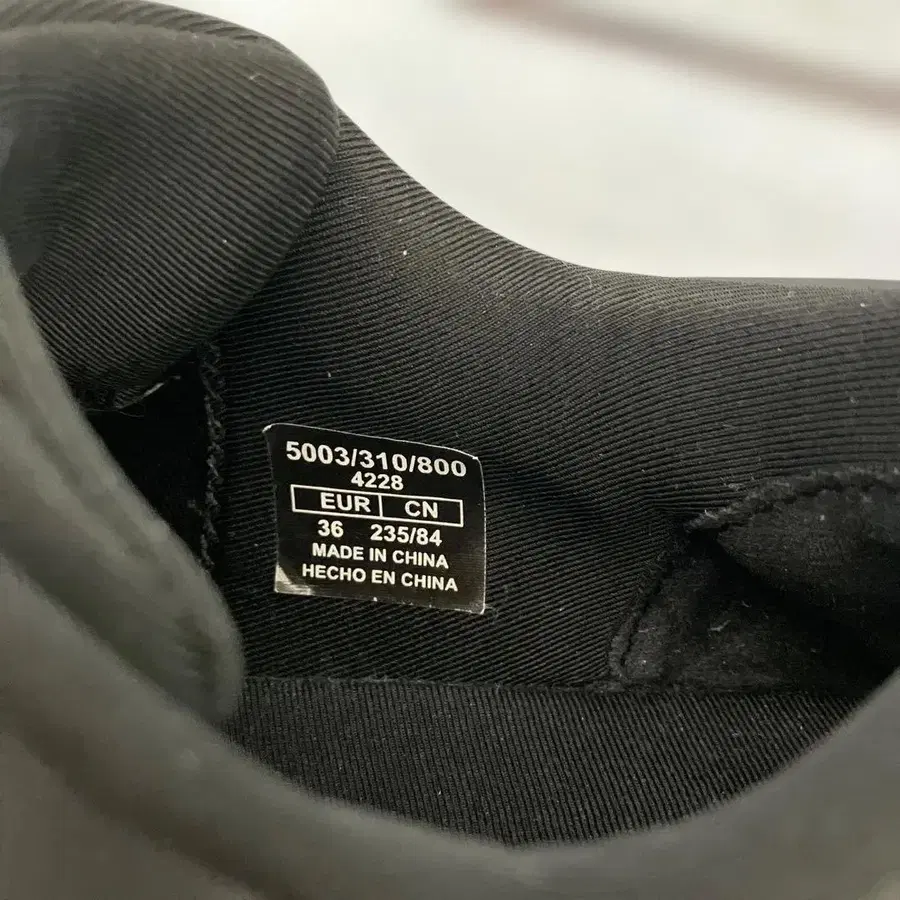 5003/310/800
4228
EUR CN
36 235/84
MADE IN CHINA
HECHO EN CHINA